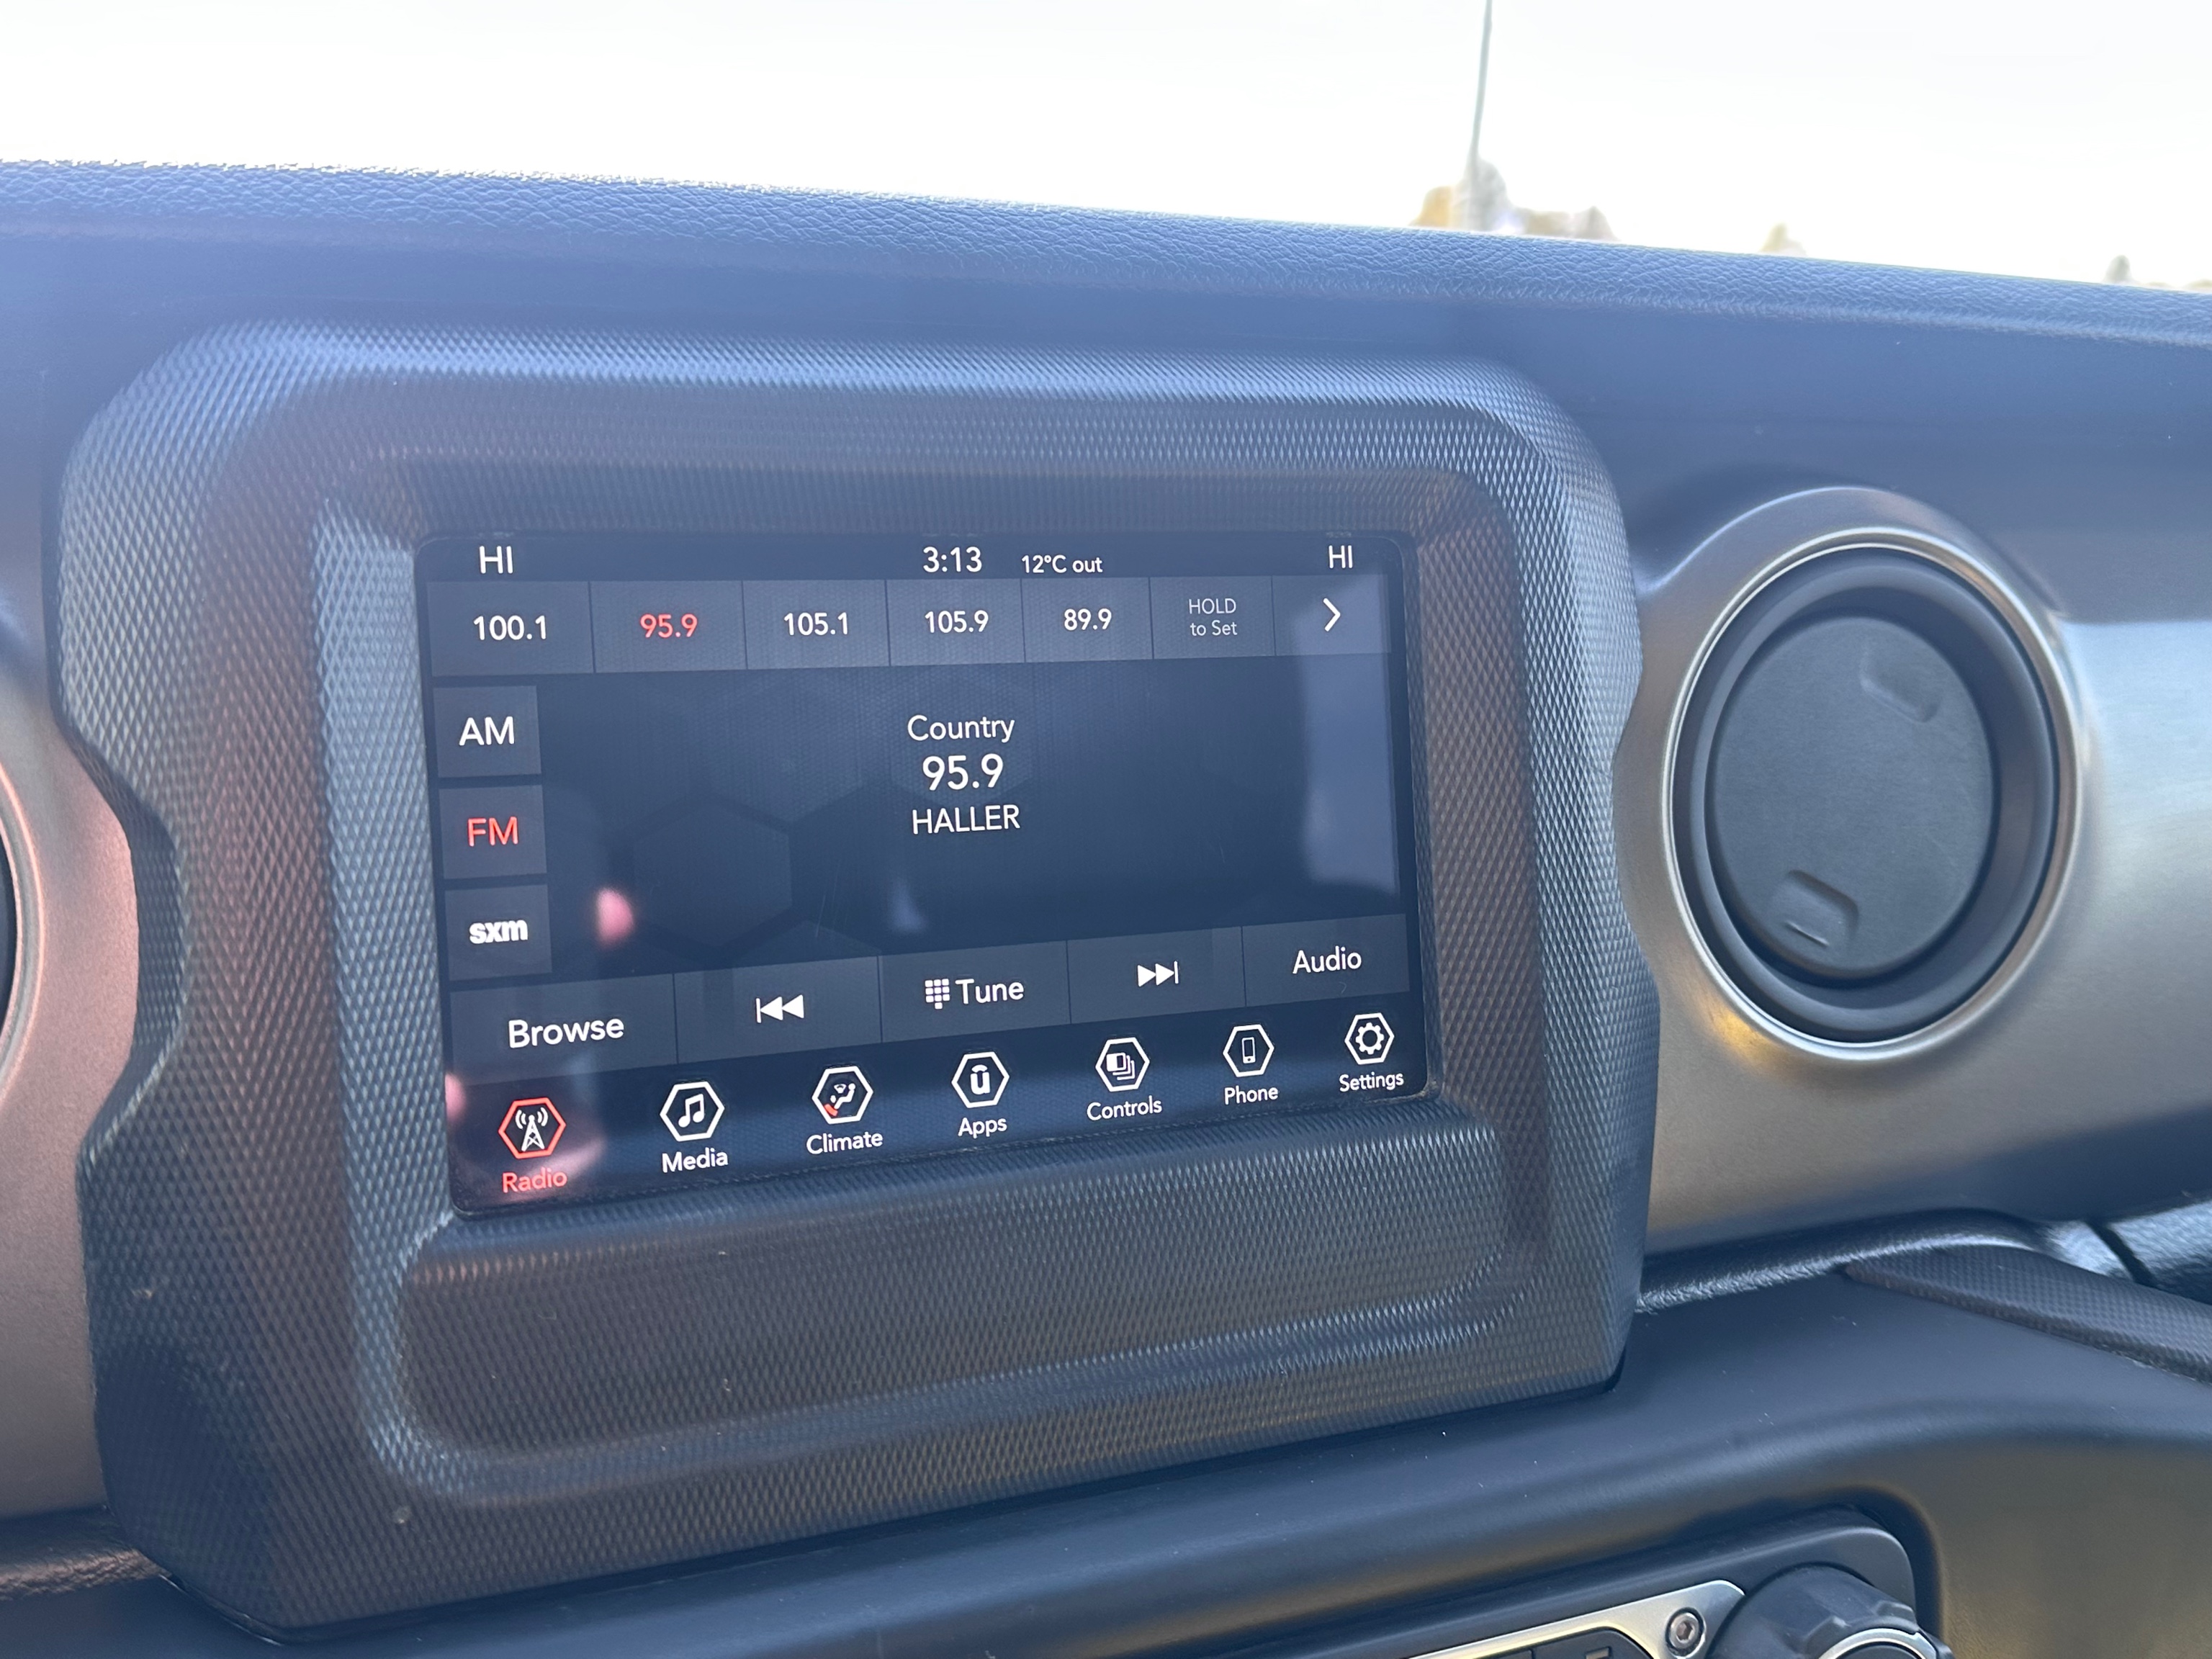 HI 3:13 12°C out HI
100.1 95.9 105.1 105.9 89.9 HOLD
to Set
AM
Country
95.9
FM
HALLER
sxm
Browse Tune Audio
Radio Media Climate Apps Controls Phone Settings